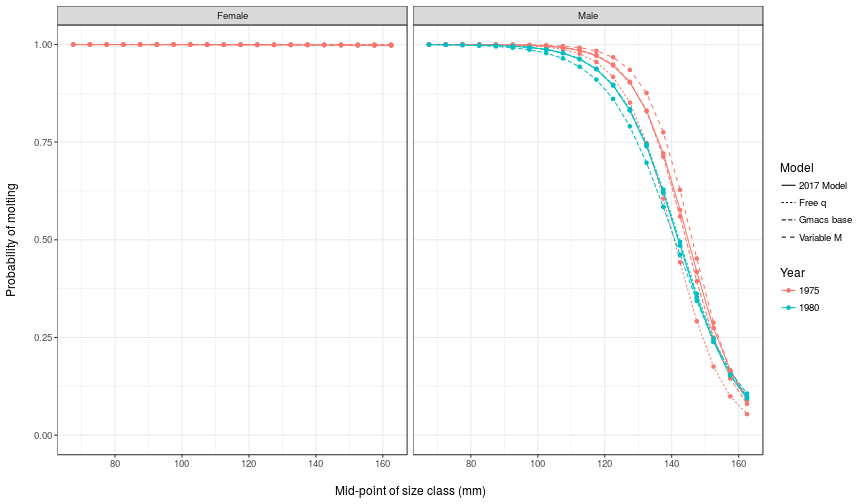 Female Male
1.00
0.75
0.50
0.25
0.00
Probability of molting
80 100 120 140 160 80 100 120 140 160
Mid-point of size class (mm)
Model
2017 Model
Free q
Gmacs base
Variable M
Year
1975
1980